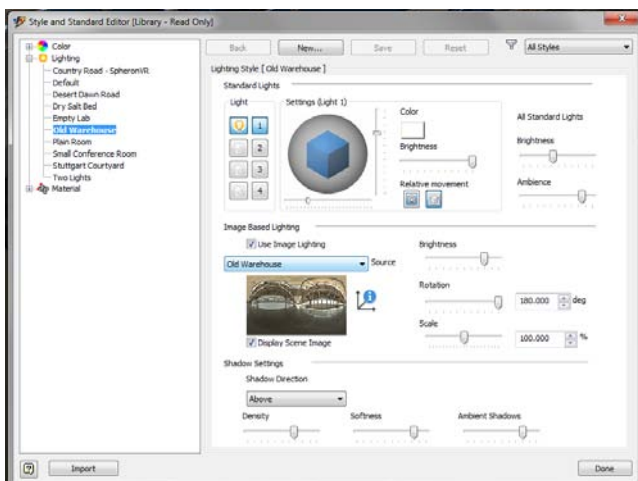 Style and Standard Editor [Library - Read Only]
Color
Lighting
Country Road - SpheronVR
Default
Desert Dawn Road
Dry Salt Bed
Empty Lab
Old Warehouse
Plain Room
Small Conference Room
Stuttgart Courtyard
Two Lights
Material
Back
New...
Save
Reset
All Styles
Lighting Style [ Old Warehouse ]
Standard Lights
Light
1
2
3
4
Settings (Light 1)
Color
Brightness
Relative movement
All Standard Lights
Brightness
Ambience
Image Based Lighting
Use Image Lighting
Old Warehouse
Source
Display Scene Image
Brightness
Rotation
180.000 deg
Scale
100.000 %
Shadow Settings
Shadow Direction
Above
Density
Softness
Ambient Shadows
?
Import
Done